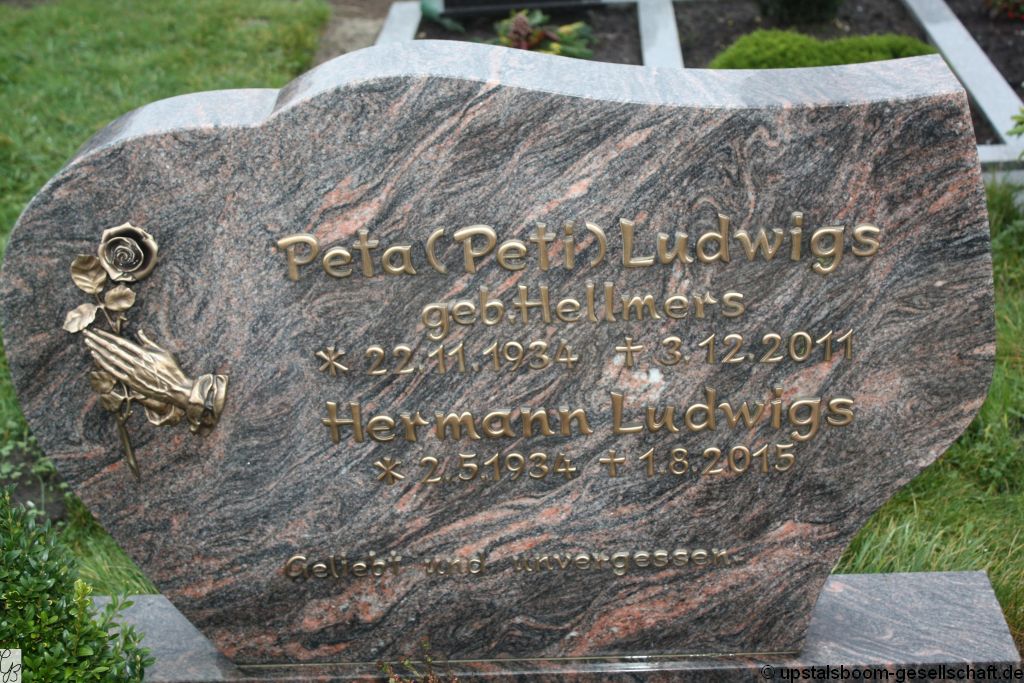 Peta (Peti) Ludwigs
geb. Hellmers
* 22.11.1934 † 3.12.2011
Hermann Ludwigs
* 2.5.1934 † 1.8.2015
Geliebt und unvergessen.
© upstalsboom-gesellschaft.de